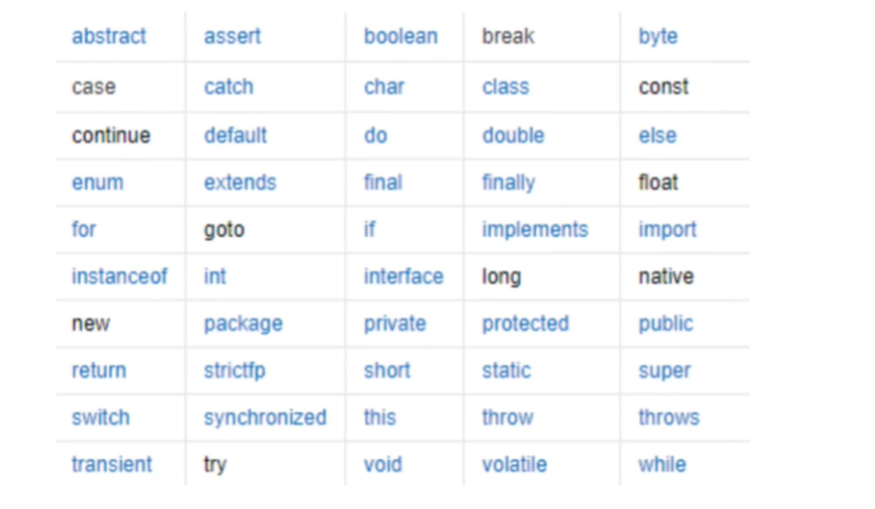 abstract assert boolean break byte
case catch char class const
continue default do double else
enum extends final finally float
for goto if implements import
instanceof int interface long native
new package private protected public
return strictfp short static super
switch synchronized this throw throws
transient try void volatile while